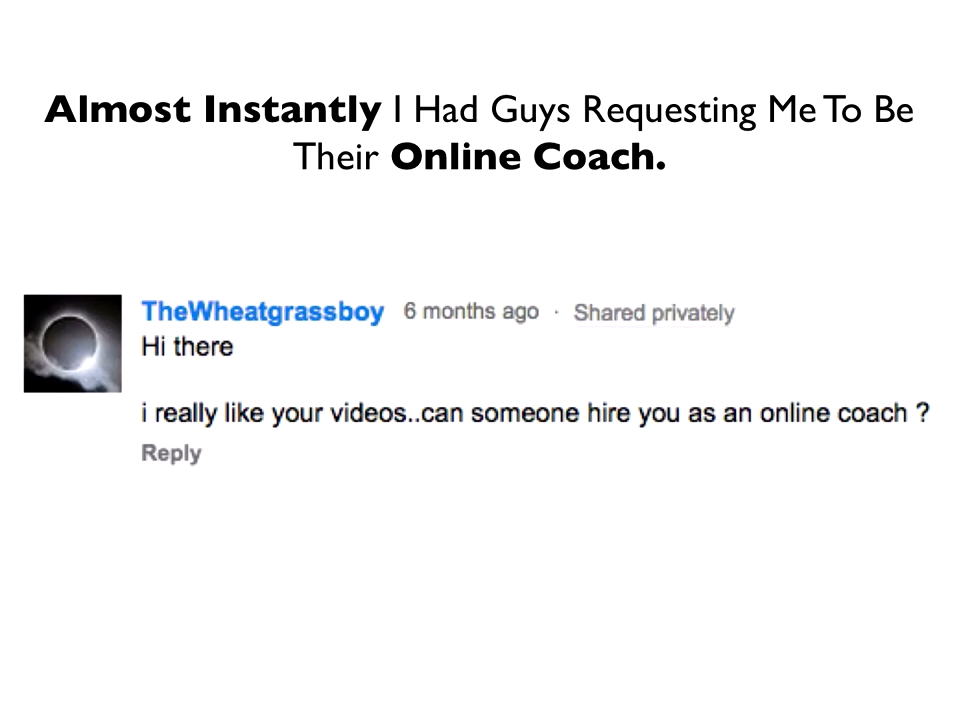 Almost Instantly I Had Guys Requesting Me To Be
Their Online Coach.
TheWheatgrassboy 6 months ago · Shared privately
Hi there
i really like your videos..can someone hire you as an online coach ?
Reply